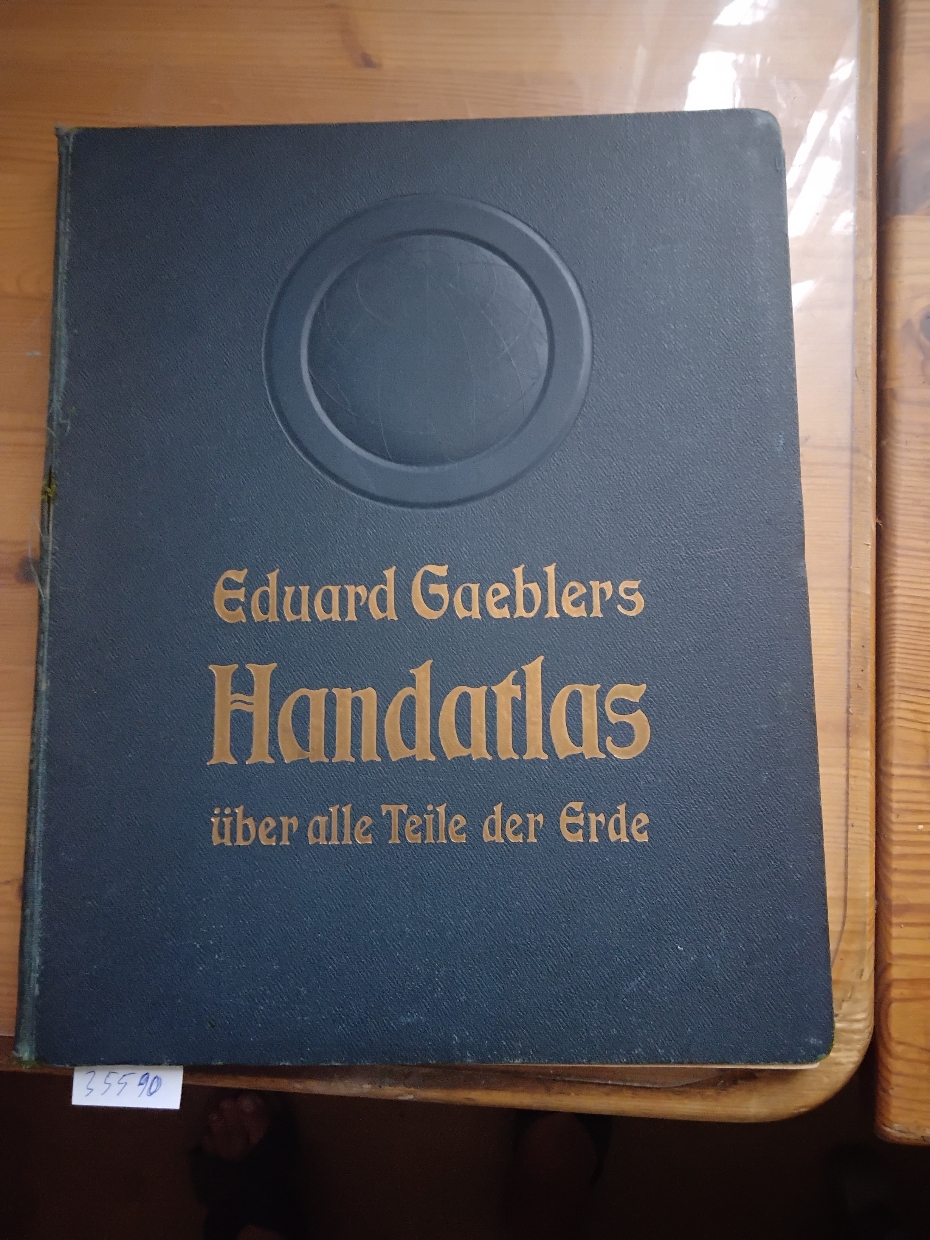 Eduard Gaeblers
Handatlas
über alle Teile der Erde
35590